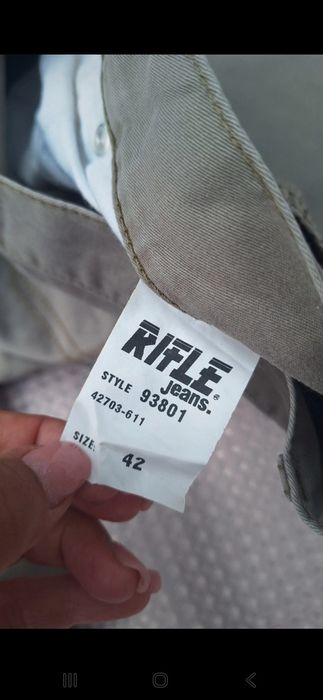 RIFLE
jeans.®
STYLE 93801
42703-611
SIZE: 42